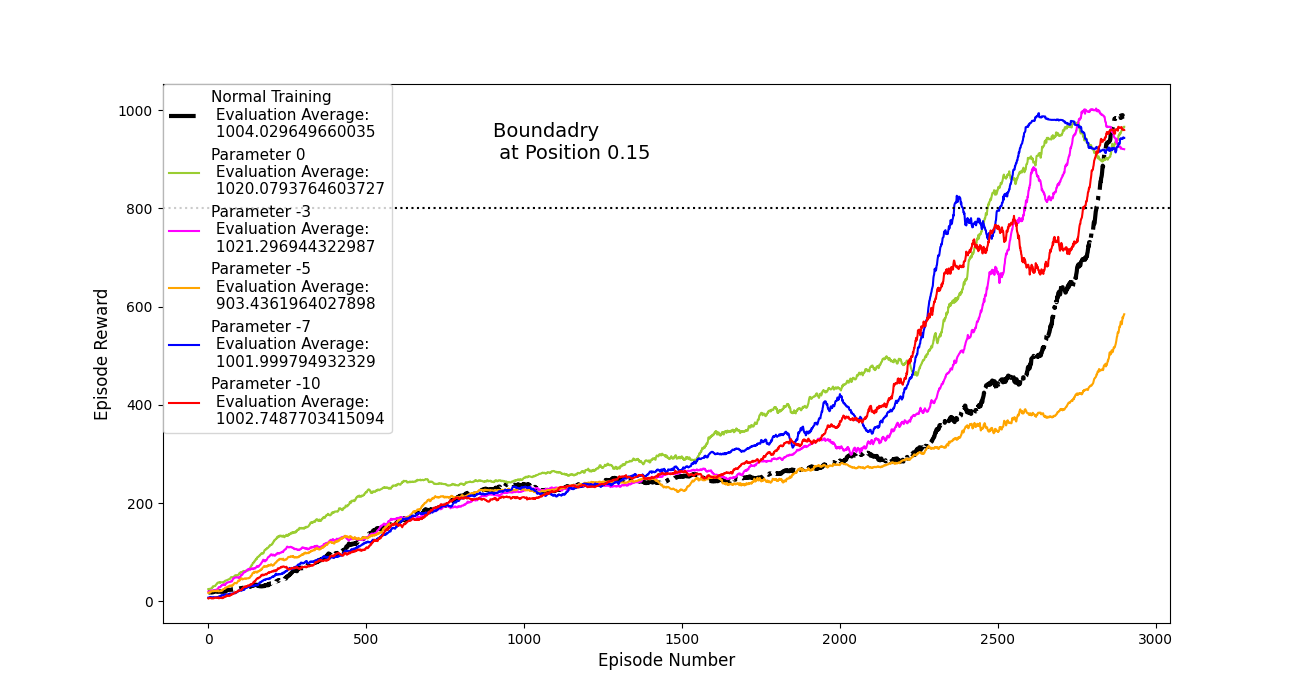 Normal Training
Evaluation Average:
1004.029649660035
Parameter 0
Evaluation Average:
1020.0793764603727
Parameter -3
Evaluation Average:
1021.296944322987
Parameter -5
Evaluation Average:
903.4361964027898
Parameter -7
Evaluation Average:
1001.999794932329
Parameter -10
Evaluation Average:
1002.7487703415094
Boundadry
at Position 0.15
1000
800
600
400
200
0
Episode Reward
0 500 1000 1500 2000 2500 3000
Episode Number